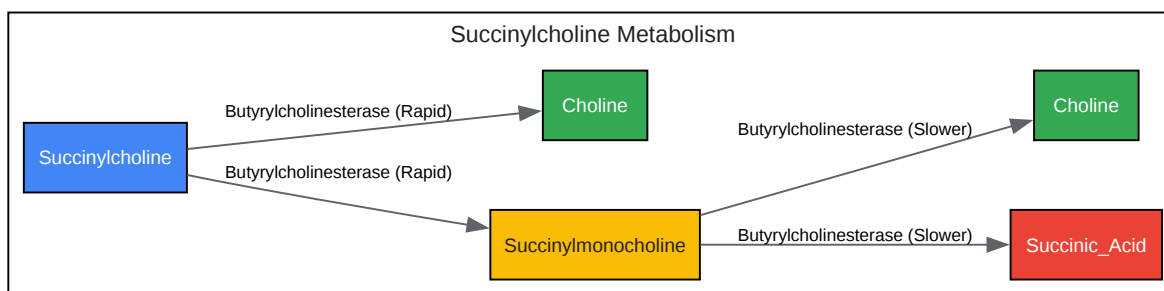 Succinylcholine Metabolism
Choline
Choline
Butyrylcholinesterase (Rapid)
Butyrylcholinesterase (Slower)
Succinylcholine
Butyrylcholinesterase (Rapid)
Succinylmonocholine
Butyrylcholinesterase (Slower)
Succinic_Acid